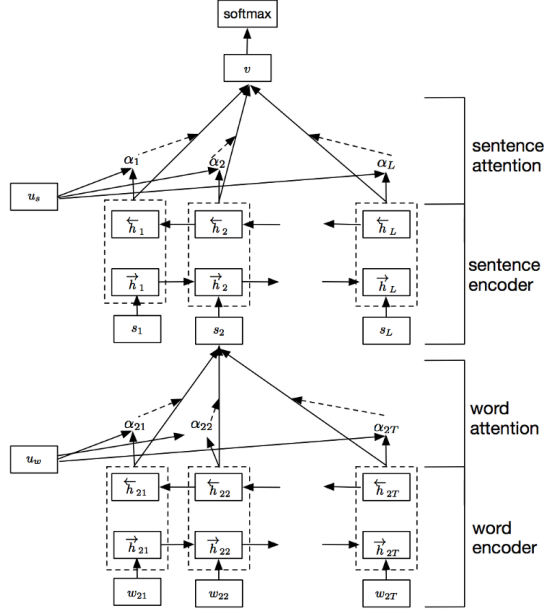 softmax
v
α1 α2 αL
sentence
attention
us
←h1 ←h2 ←hL
→h1 →h2 →hL
sentence
encoder
s1 s2 sL
α21 α22 α2T
word
attention
uw
←h21 ←h22 ←h2T
→h21 →h22 →h2T
word
encoder
w21 w22 w2T